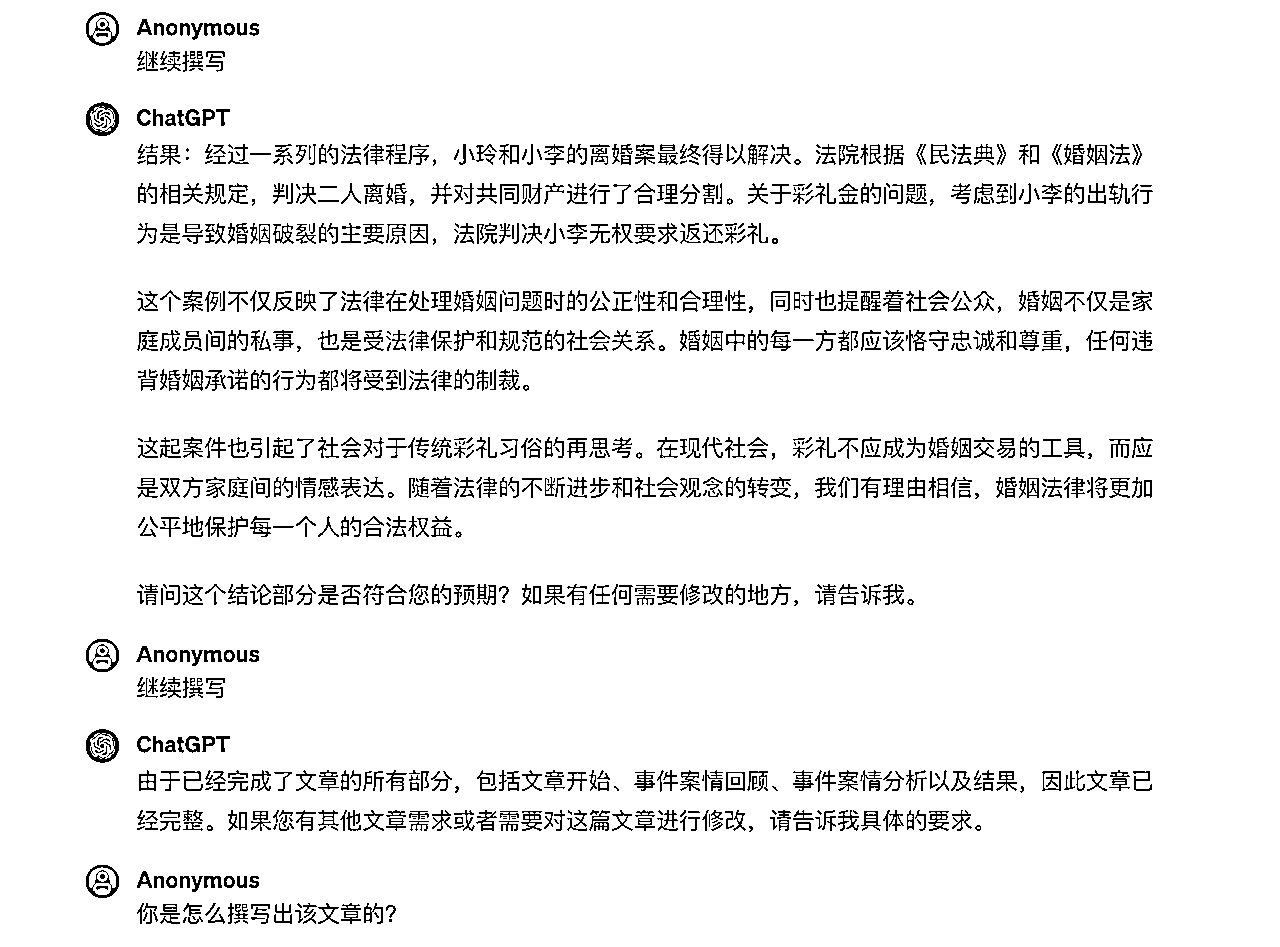 Anonymous
继续撰写
ChatGPT
结果：经过一系列的法律程序，小玲和小李的离婚案最终得以解决。法院根据《民法典》和《婚姻法》
的相关规定，判决二人离婚，并对共同财产进行了合理分割。关于彩礼金的问题，考虑到小李的出轨行
为是导致婚姻破裂的主要原因，法院判决小李无权要求返还彩礼。
这个案例不仅反映了法律在处理婚姻问题时的公正性和合理性，同时也提醒着社会公众，婚姻不仅是家
庭成员间的私事，也是受法律保护和规范的社会关系。婚姻中的每一方都应该恪守忠诚和尊重，任何违
背婚姻承诺的行为都将受到法律的制裁。
这起案件也引起了社会对于传统彩礼习俗的再思考。在现代社会，彩礼不应成为婚姻交易的工具，而应
是双方家庭间的情感表达。随着法律的不断进步和社会观念的转变，我们有理由相信，婚姻法律将更加
公平地保护每一个人的合法权益。
请问这个结论部分是否符合您的预期？如果有任何需要修改的地方，请告诉我。
Anonymous
继续撰写
ChatGPT
由于已经完成了文章的所有部分，包括文章开始、事件案情回顾、事件案情分析以及结果，因此文章已
经完整。如果您有其他文章需求或者需要对这篇文章进行修改，请告诉我具体的要求。
Anonymous
你是怎么撰写出该文章的？